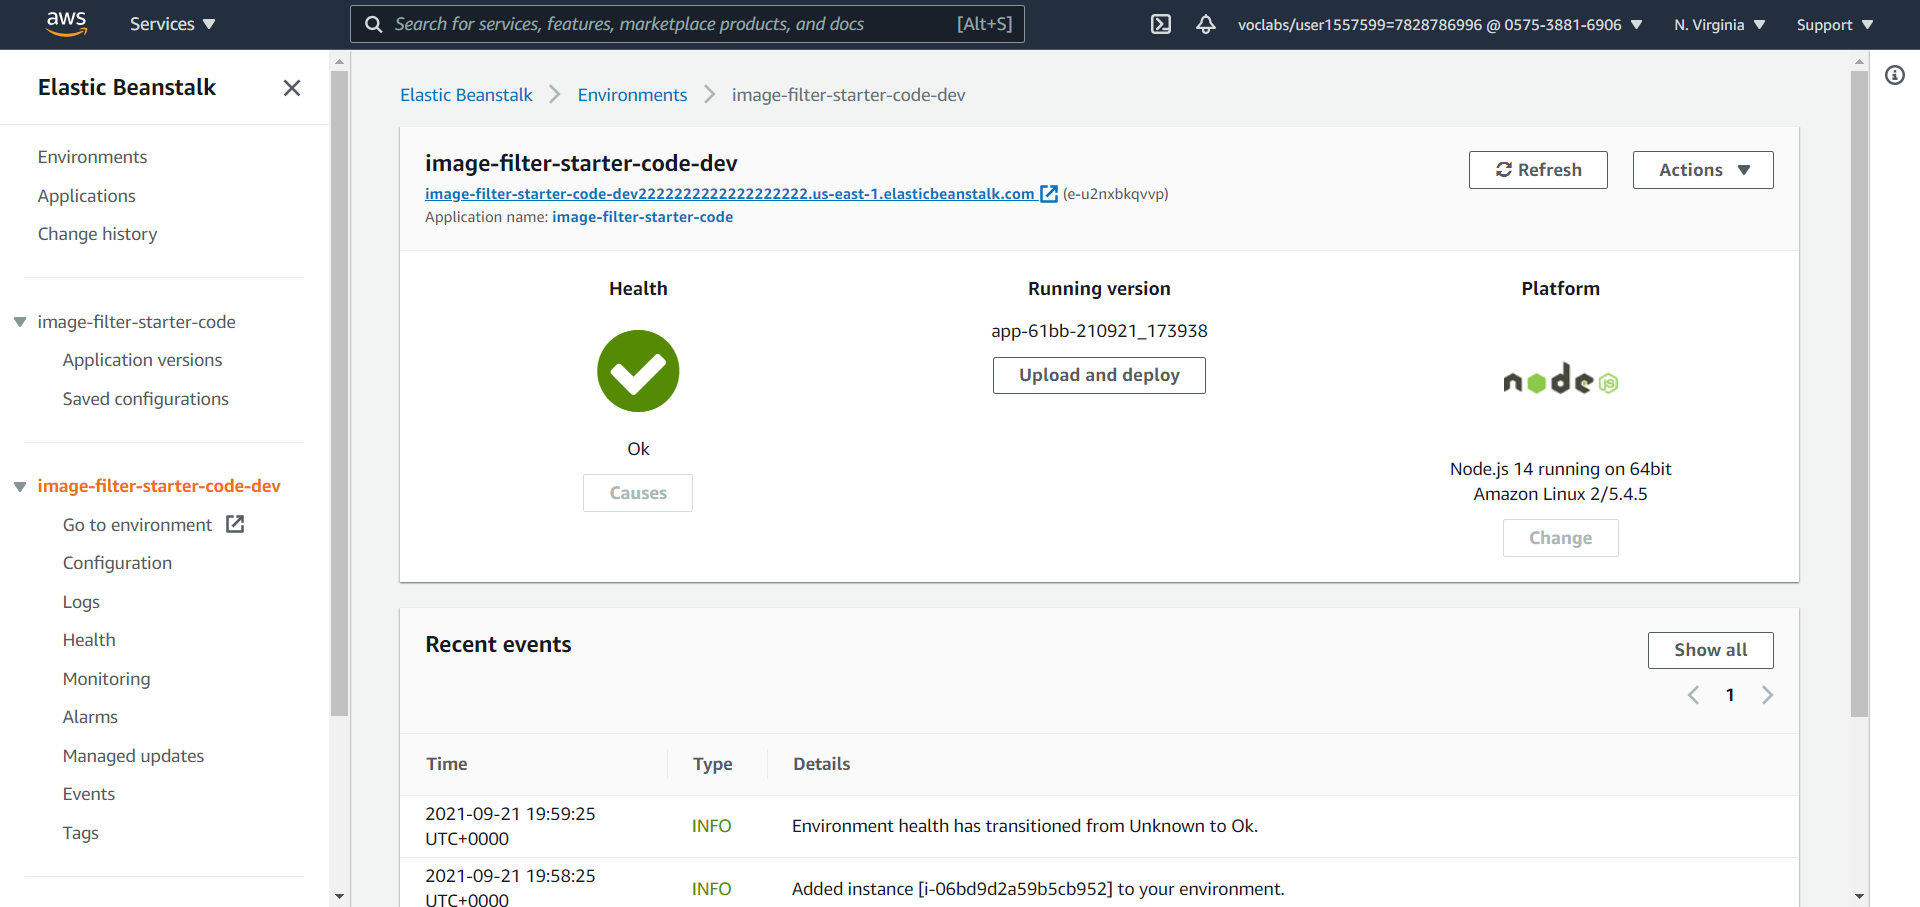 aws
Services
Search for services, features, marketplace products, and docs
[Alt+S]
voclabs/user1557599=7828786996 @ 0575-3881-6906
N. Virginia
Support
Elastic Beanstalk
Environments
Applications
Change history
image-filter-starter-code
Application versions
Saved configurations
image-filter-starter-code-dev
Go to environment
Configuration
Logs
Health
Monitoring
Alarms
Managed updates
Events
Tags
Elastic Beanstalk
Environments
image-filter-starter-code-dev
image-filter-starter-code-dev
image-filter-starter-code-dev2222222222222222222.us-east-1.elasticbeanstalk.com (e-u2nxbkqvvp)
Application name: image-filter-starter-code
Refresh
Actions
Health
Ok
Causes
Running version
app-61bb-210921_173938
Upload and deploy
Platform
node JS
Node.js 14 running on 64bit
Amazon Linux 2/5.4.5
Change
Recent events
Show all
1
Time
Type
Details
2021-09-21 19:59:25
UTC+0000
INFO
Environment health has transitioned from Unknown to Ok.
2021-09-21 19:58:25
UTC+0000
INFO
Added instance [i-06bd9d2a59b5cb952] to your environment.